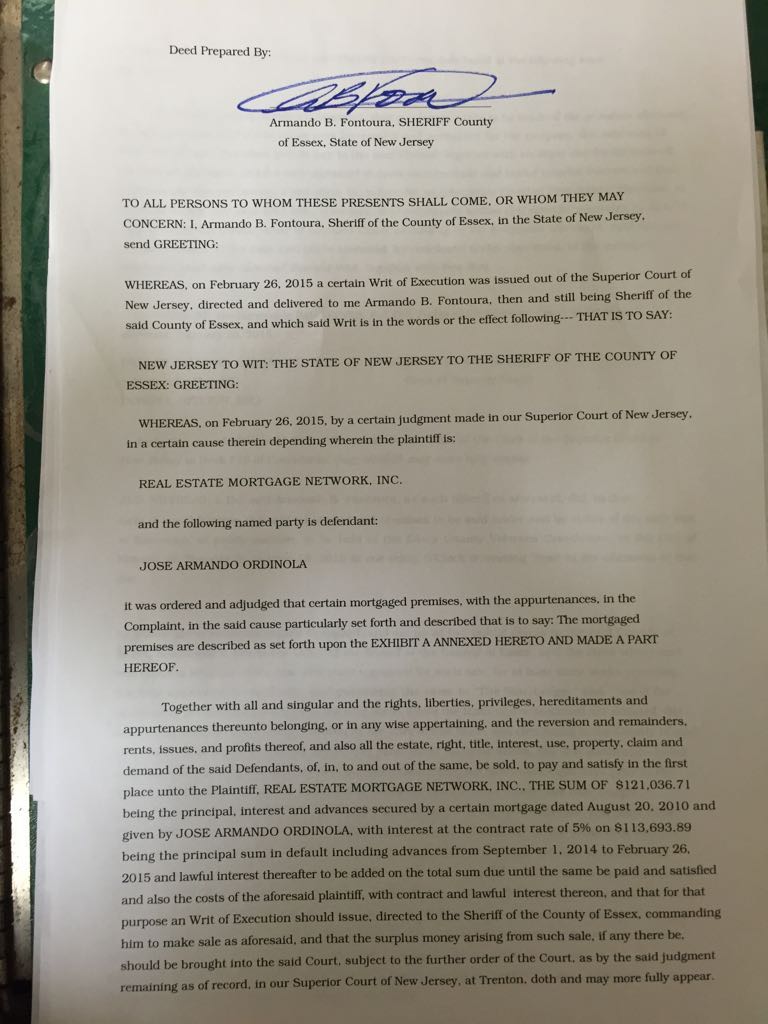 Deed Prepared By:
Armando B. Fontoura, SHERIFF County
of Essex, State of New Jersey
TO ALL PERSONS TO WHOM THESE PRESENTS SHALL COME, OR WHOM THEY MAY
CONCERN: I, Armando B. Fontoura, Sheriff of the County of Essex, in the State of New Jersey,
send GREETING:
WHEREAS, on February 26, 2015 a certain Writ of Execution was issued out of the Superior Court of
New Jersey, directed and delivered to me Armando B. Fontoura, then and still being Sheriff of the
said County of Essex, and which said Writ is in the words or the effect following--- THAT IS TO SAY:
NEW JERSEY TO WIT: THE STATE OF NEW JERSEY TO THE SHERIFF OF THE COUNTY OF
ESSEX: GREETING:
WHEREAS, on February 26, 2015, by a certain judgment made in our Superior Court of New Jersey,
in a certain cause therein depending wherein the plaintiff is:
REAL ESTATE MORTGAGE NETWORK, INC.
and the following named party is defendant:
JOSE ARMANDO ORDINOLA
it was ordered and adjudged that certain mortgaged premises, with the appurtenances, in the
Complaint, in the said cause particularly set forth and described that is to say: The mortgaged
premises are described as set forth upon the EXHIBIT A ANNEXED HERETO AND MADE A PART
HEREOF.
Together with all and singular and the rights, liberties, privileges, hereditaments and
appurtenances thereunto belonging, or in any wise appertaining, and the reversion and remainders,
rents, issues, and profits thereof, and also all the estate, right, title, interest, use, property, claim and
demand of the said Defendants, of, in, to and out of the same, be sold, to pay and satisfy in the first
place unto the Plaintiff, REAL ESTATE MORTGAGE NETWORK, INC., THE SUM OF $121,036.71
being the principal, interest and advances secured by a certain mortgage dated August 20, 2010 and
given by JOSE ARMANDO ORDINOLA, with interest at the contract rate of 5% on $113,693.89
being the principal sum in default including advances from September 1, 2014 to February 26,
2015 and lawful interest thereafter to be added on the total sum due until the same be paid and satisfied
and also the costs of the aforesaid plaintiff, with contract and lawful interest thereon, and that for that
purpose an Writ of Execution should issue, directed to the Sheriff of the County of Essex, commanding
him to make sale as aforesaid, and that the surplus money arising from such sale, if any there be,
should be brought into the said Court, subject to the further order of the Court, as by the said judgment
remaining as of record, in our Superior Court of New Jersey, at Trenton, doth and may more fully appear.